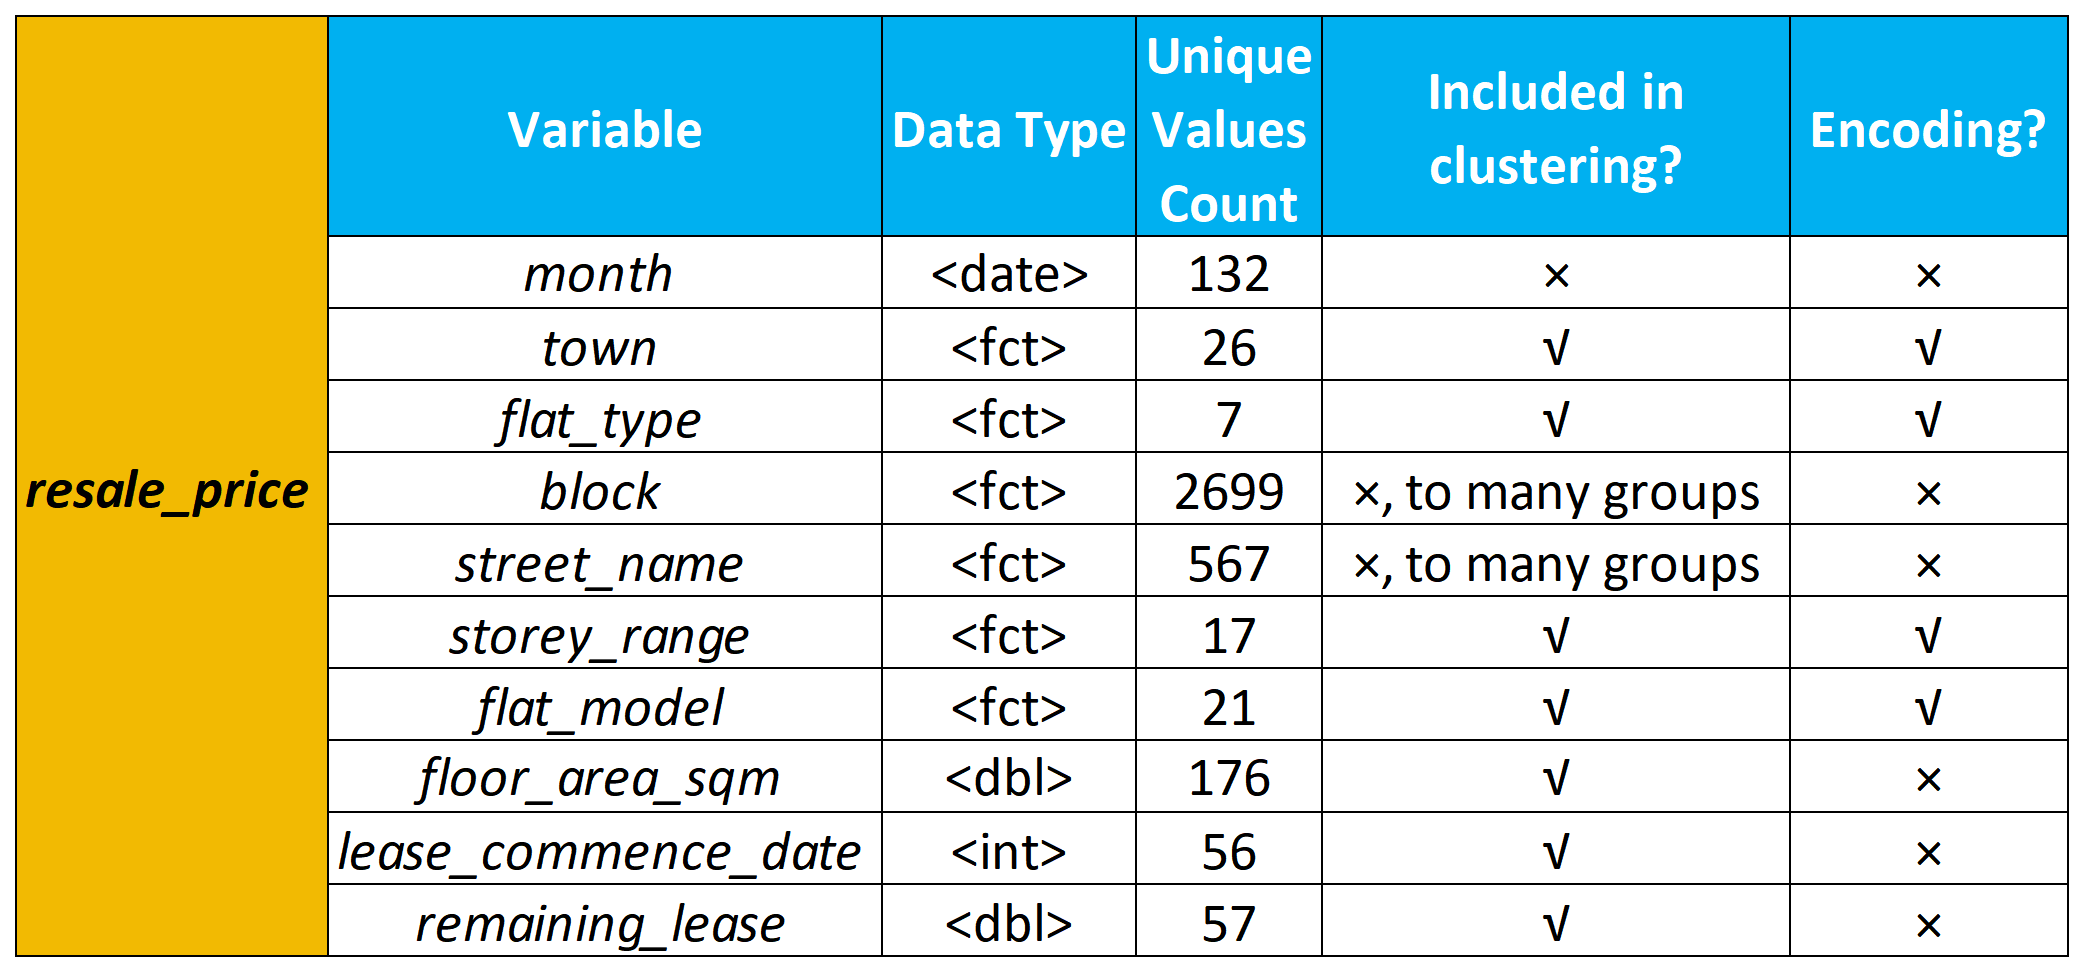 resale_price
Variable Data Type Unique Values Count Included in clustering? Encoding?
month <date> 132 × ×
town <fct> 26 √ √
flat_type <fct> 7 √ √
block <fct> 2699 ×, to many groups ×
street_name <fct> 567 ×, to many groups ×
storey_range <fct> 17 √ √
flat_model <fct> 21 √ √
floor_area_sqm <dbl> 176 √ ×
lease_commence_date <int> 56 √ ×
remaining_lease <dbl> 57 √ ×